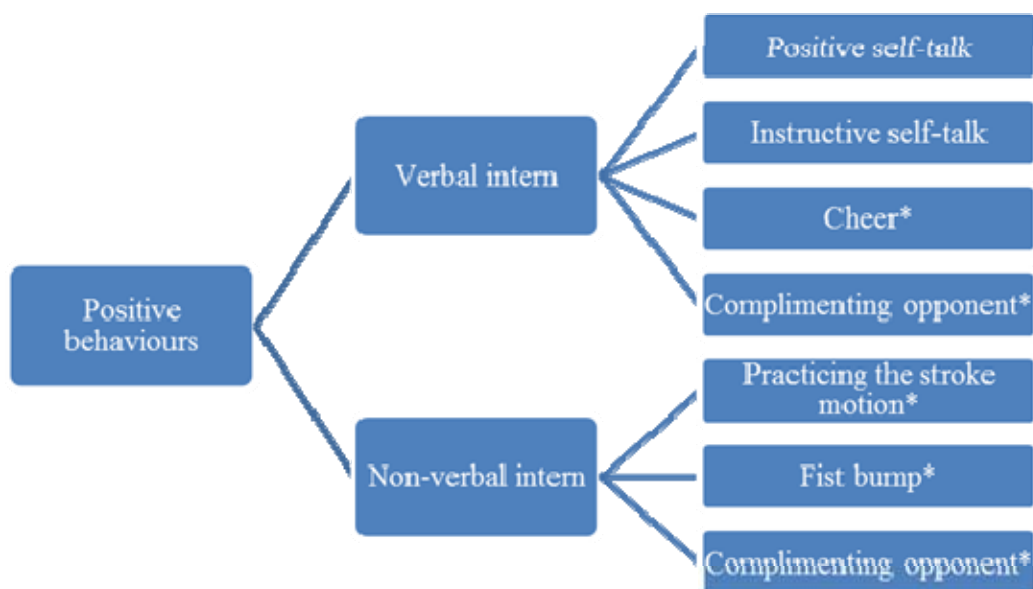 Positive self-talk
Instructive self-talk
Verbal intern
Cheer*
Complimenting opponent*
Positive
behaviours
Practicing the stroke
motion*
Non-verbal intern
Fist bump*
Complimenting opponent*